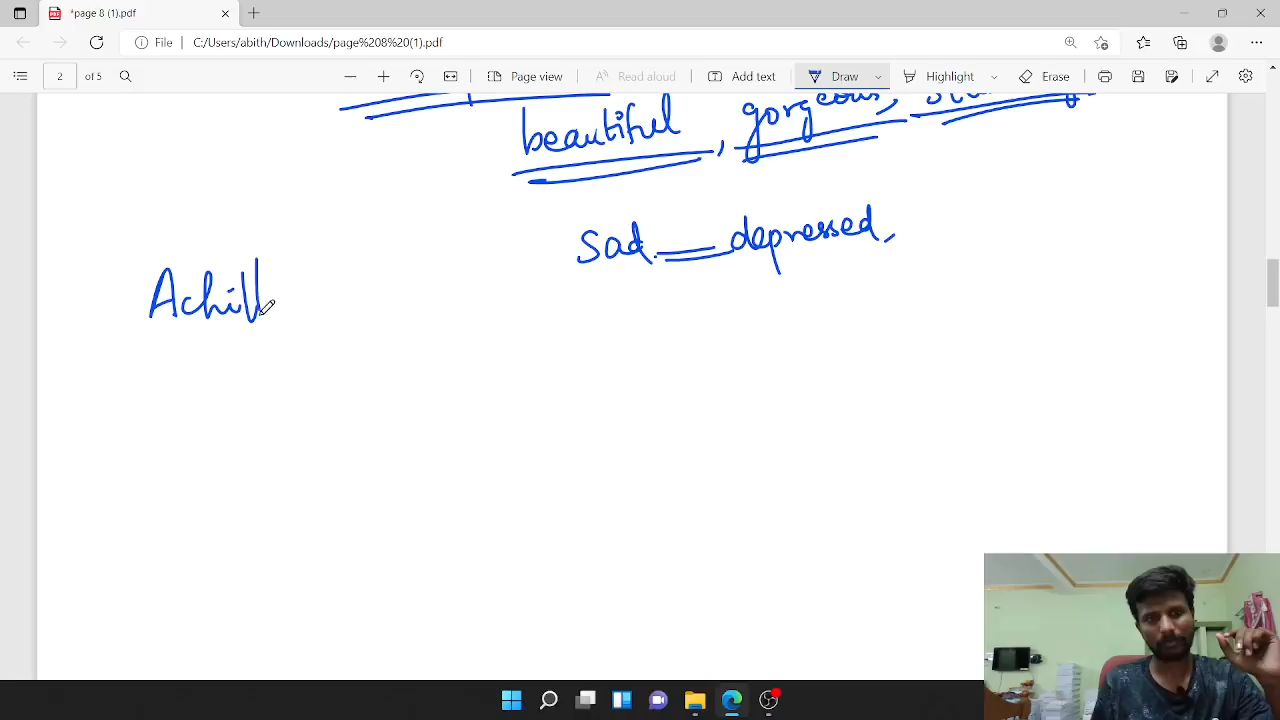 *page 8 (1).pdf
File C:/Users/abith/Downloads/page%208%20(1).pdf
2 of 5 Page view Read aloud Add text Draw Highlight Erase
beautiful, gorgeous,
Sad depressed,
Achill